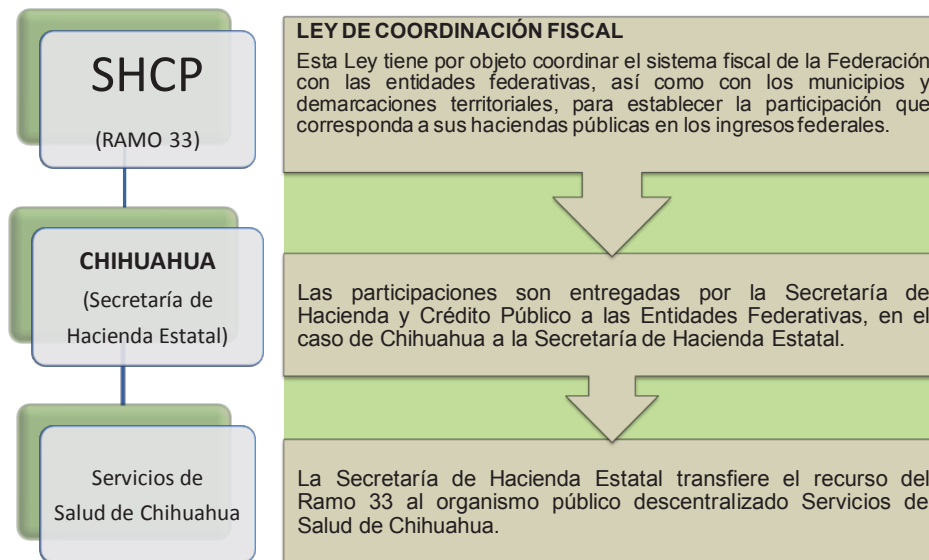 SHCP
(RAMO 33)
LEY DE COORDINACIÓN FISCAL
Esta Ley tiene por objeto coordinar el sistema fiscal de la Federación
con las entidades federativas, así como con los municipios y
demarcaciones territoriales, para establecer la participación que
corresponda a sus haciendas públicas en los ingresos federales.
CHIHUAHUA
(Secretaría de
Hacienda Estatal)
Las participaciones son entregadas por la Secretaría de
Hacienda y Crédito Público a las Entidades Federativas, en el
caso de Chihuahua a la Secretaría de Hacienda Estatal.
Servicios de
Salud de Chihuahua
La Secretaría de Hacienda Estatal transfiere el recurso del
Ramo 33 al organismo público descentralizado Servicios de
Salud de Chihuahua.